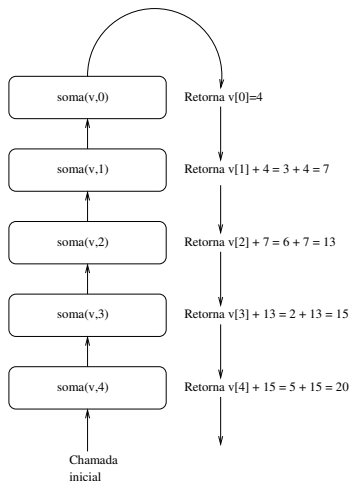 soma(v,0) Retorna v[0]=4
soma(v,1) Retorna v[1] + 4 = 3 + 4 = 7
soma(v,2) Retorna v[2] + 7 = 6 + 7 = 13
soma(v,3) Retorna v[3] + 13 = 2 + 13 = 15
soma(v,4) Retorna v[4] + 15 = 5 + 15 = 20
Chamada
inicial